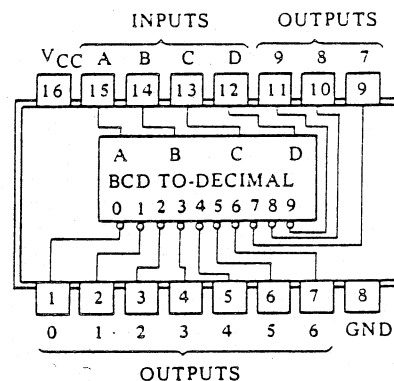 INPUTS OUTPUTS
VCC A B C D 9 8 7
16 15 14 13 12 11 10 9
A B C D
BCD TO-DECIMAL
0 1 2 3 4 5 6 7 8 9
1 2 3 4 5 6 7 8
0 1 2 3 4 5 6 GND
OUTPUTS